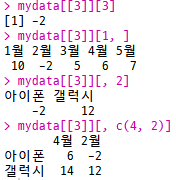 > mydata[[3]][3]
[1] -2
> mydata[[3]][1, ]
1월 2월 3월 4월 5월
10 -2 5 6 7
> mydata[[3]][, 2]
아이폰 갤럭시
-2 12
> mydata[[3]][, c(4, 2)]
4월 2월
아이폰 6 -2
갤럭시 14 12